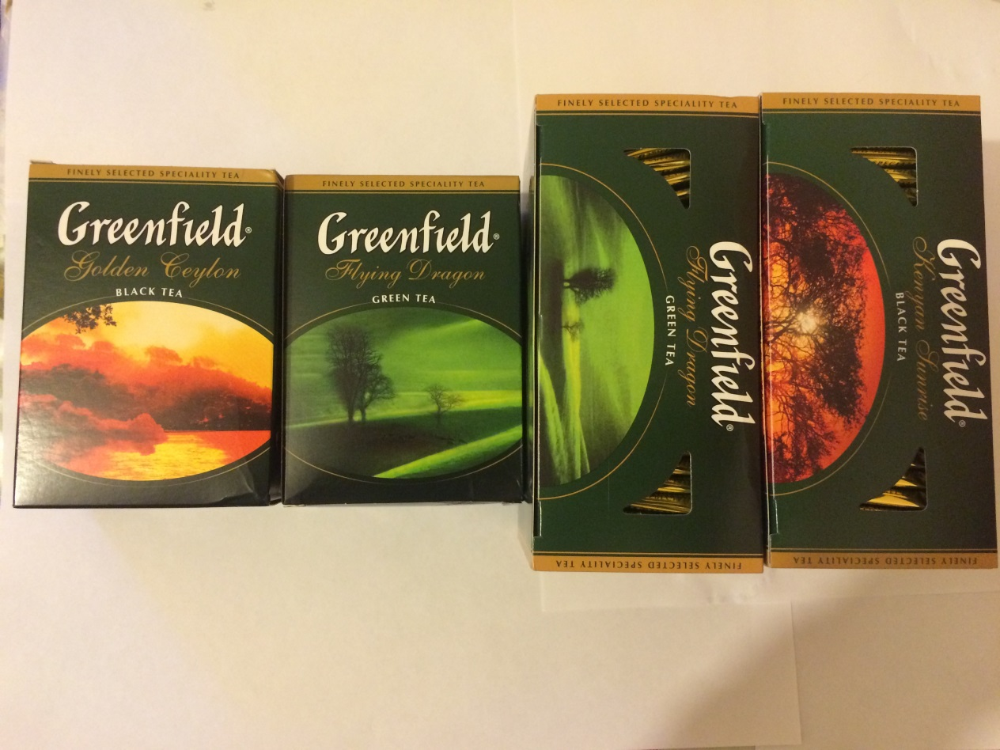 FINELY SELECTED SPECIALITY TEA
Greenfield®
Golden Ceylon
BLACK TEA
FINELY SELECTED SPECIALITY TEA
Greenfield®
Flying Dragon
GREEN TEA
FINELY SELECTED SPECIALITY TEA
Greenfield®
Flying Dragon
GREEN TEA
FINELY SELECTED SPECIALITY TEA
FINELY SELECTED SPECIALITY TEA
Greenfield®
Kenyan Sunrise
BLACK TEA
FINELY SELECTED SPECIALITY TEA